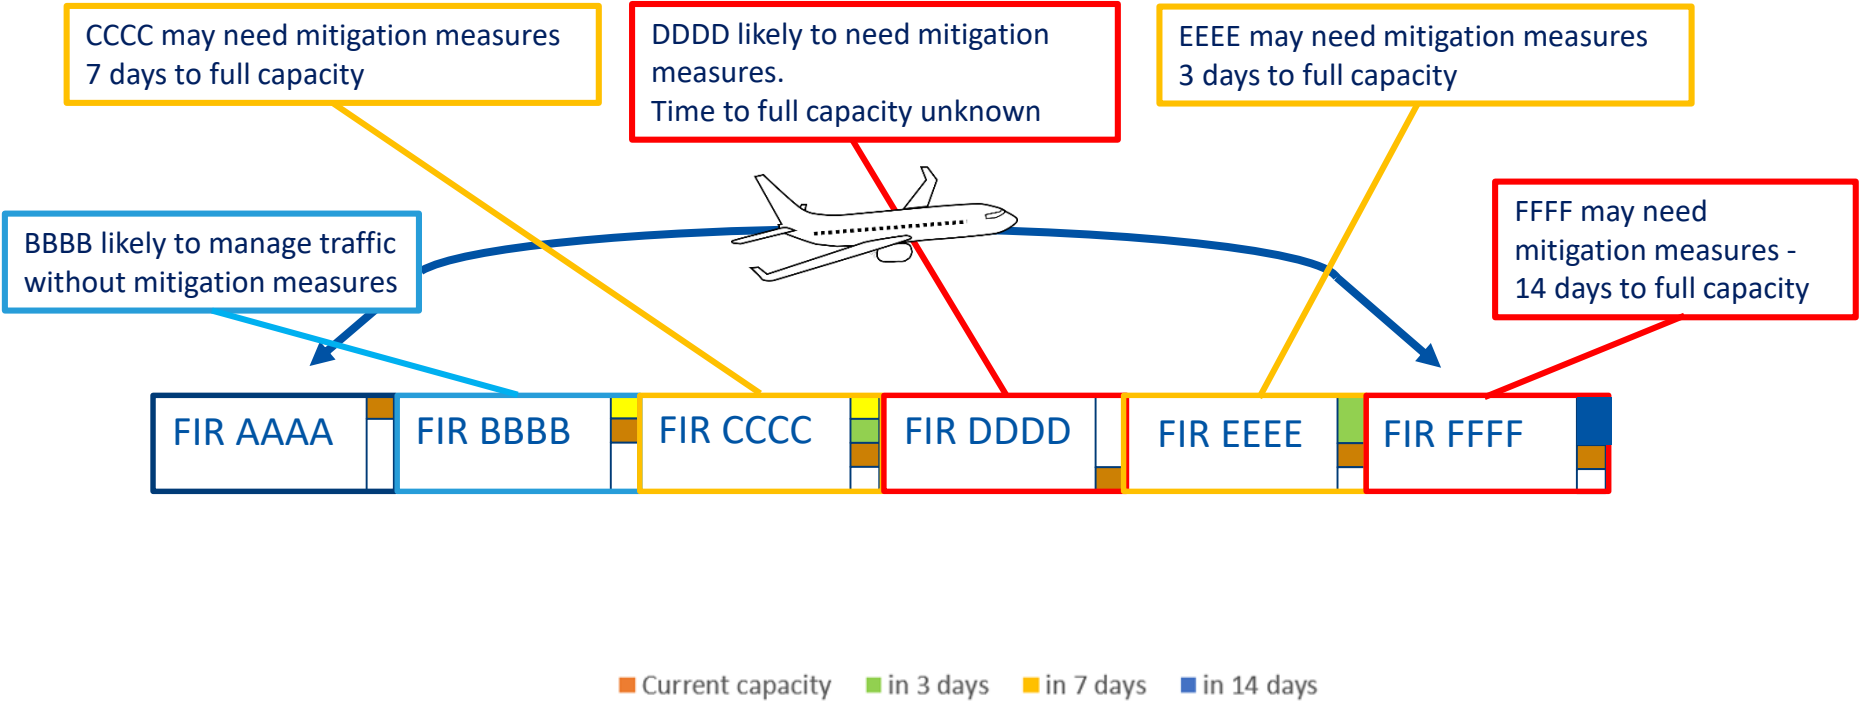 CCCC may need mitigation measures
7 days to full capacity
DDDD likely to need mitigation
measures.
Time to full capacity unknown
EEEE may need mitigation measures
3 days to full capacity
BBBB likely to manage traffic
without mitigation measures
FFFF may need
mitigation measures -
14 days to full capacity
FIR AAAA
FIR BBBB
FIR CCCC
FIR DDDD
FIR EEEE
FIR FFFF
Current capacity
in 3 days
in 7 days
in 14 days